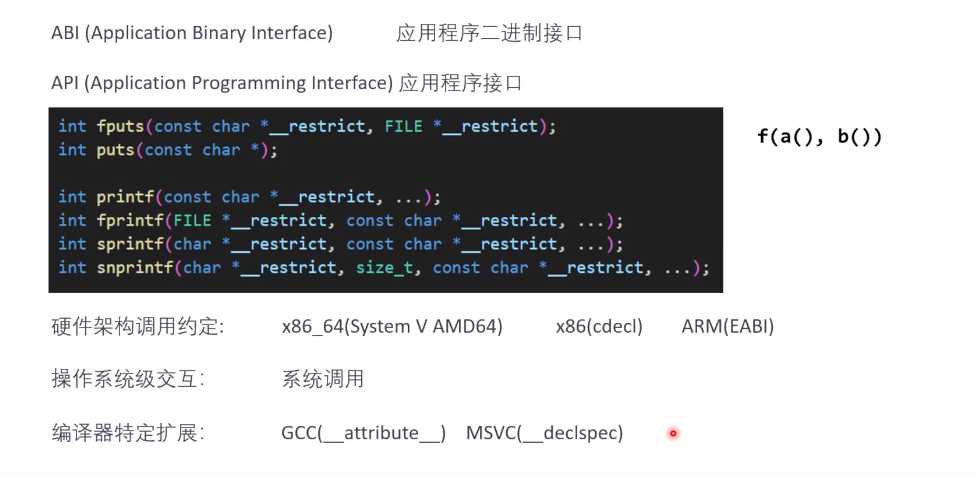 ABI (Application Binary Interface) 应用程序二进制接口
API (Application Programming Interface) 应用程序接口
int fputs(const char *__restrict, FILE *__restrict);
int puts(const char *);
f(a(), b())
int printf(const char *__restrict, ...);
int fprintf(FILE *__restrict, const char *__restrict, ...);
int sprintf(char *__restrict, const char *__restrict, ...);
int snprintf(char *__restrict, size_t, const char *__restrict, ...);
硬件架构调用约定: x86_64(System V AMD64) x86(cdecl) ARM(EABI)
操作系统级交互: 系统调用
编译器特定扩展: GCC(__attribute__) MSVC(__declspec)